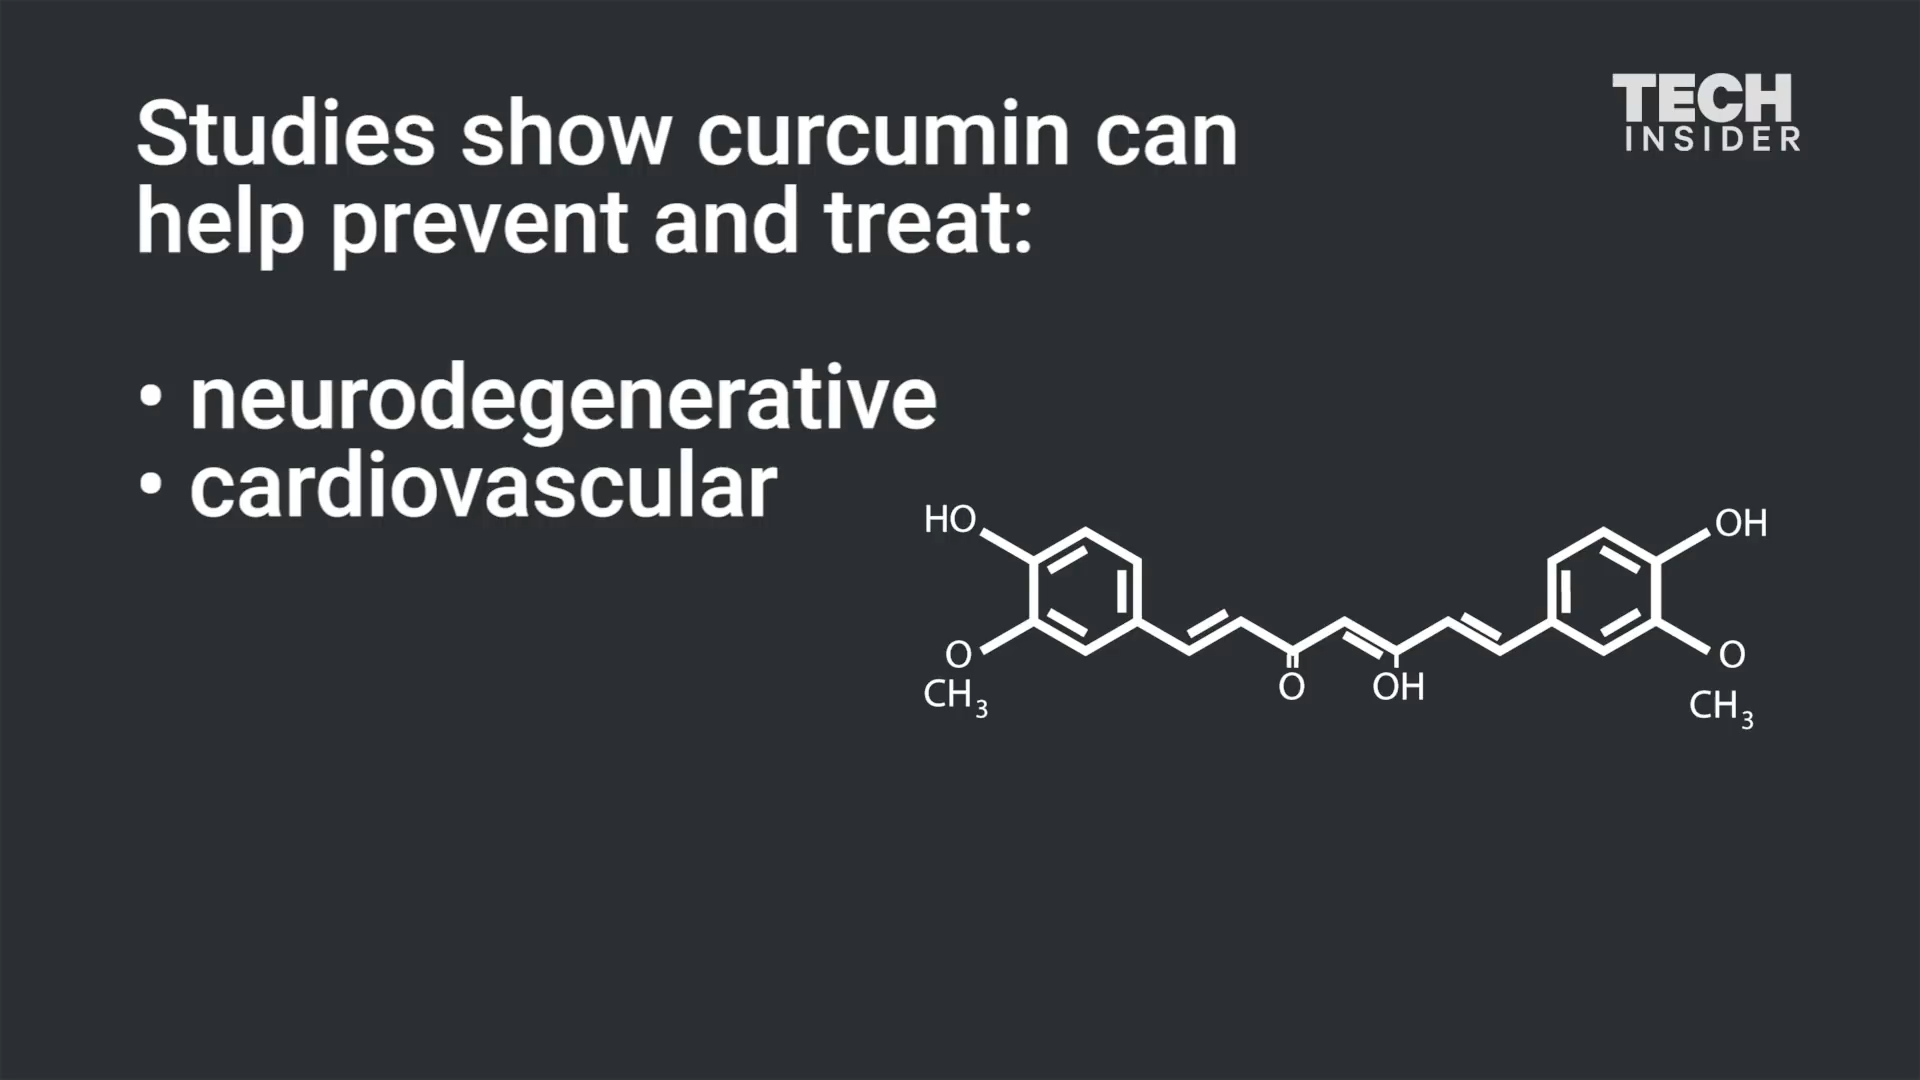 TECH
INSIDER
Studies show curcumin can
help prevent and treat:
• neurodegenerative
• cardiovascular
HO
OH
O
CH3
O
OH
O
CH3